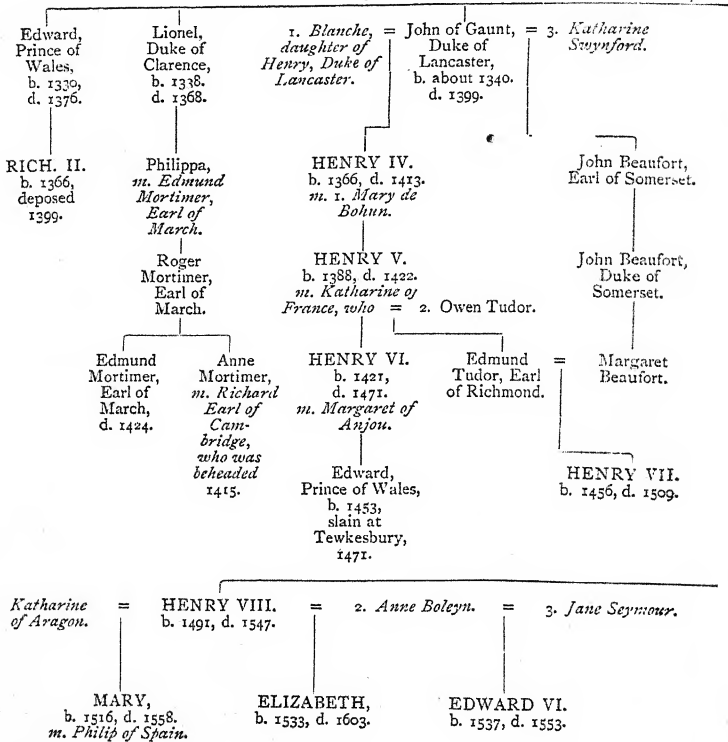 Edward,
Prince of
Wales,
b. 1330,
d. 1376.
Lionel,
Duke of
Clarence,
b. 1338.
d. 1368.
1. Blanche,
daughter of
Henry, Duke of
Lancaster.
= John of Gaunt, =
Duke of
Lancaster,
b. about 1340.
d. 1399.
3. Katharine
Swynford.
RICH. II.
b. 1366,
deposed
1399.
Philippa,
m. Edmund
Mortimer,
Earl of
March.
HENRY IV.
b. 1366, d. 1413.
m. 1. Mary de
Bohun.
John Beaufort,
Earl of Somerset.
Roger
Mortimer,
Earl of
March.
HENRY V.
b. 1388, d. 1422.
m. Katharine of
France, who = 2. Owen Tudor.
John Beaufort,
Duke of
Somerset.
Edmund
Mortimer,
Earl of
March,
d. 1424.
Anne
Mortimer,
m. Richard
Earl of
Cam-
bridge,
who was
beheaded
1415.
HENRY VI.
b. 1421,
d. 1471.
m. Margaret of
Anjou.
Edmund
Tudor, Earl
of Richmond.
=
Margaret
Beaufort.
Edward,
Prince of Wales,
b. 1453,
slain at
Tewkesbury,
1471.
HENRY VII.
b. 1456, d. 1509.
Katharine
of Aragon.
= HENRY VIII. = 2. Anne Boleyn. = 3. Jane Seymour.
b. 1491, d. 1547.
MARY,
b. 1516, d. 1558.
m. Philip of Spain.
ELIZABETH,
b. 1533, d. 1603.
EDWARD VI.
b. 1537, d. 1553.